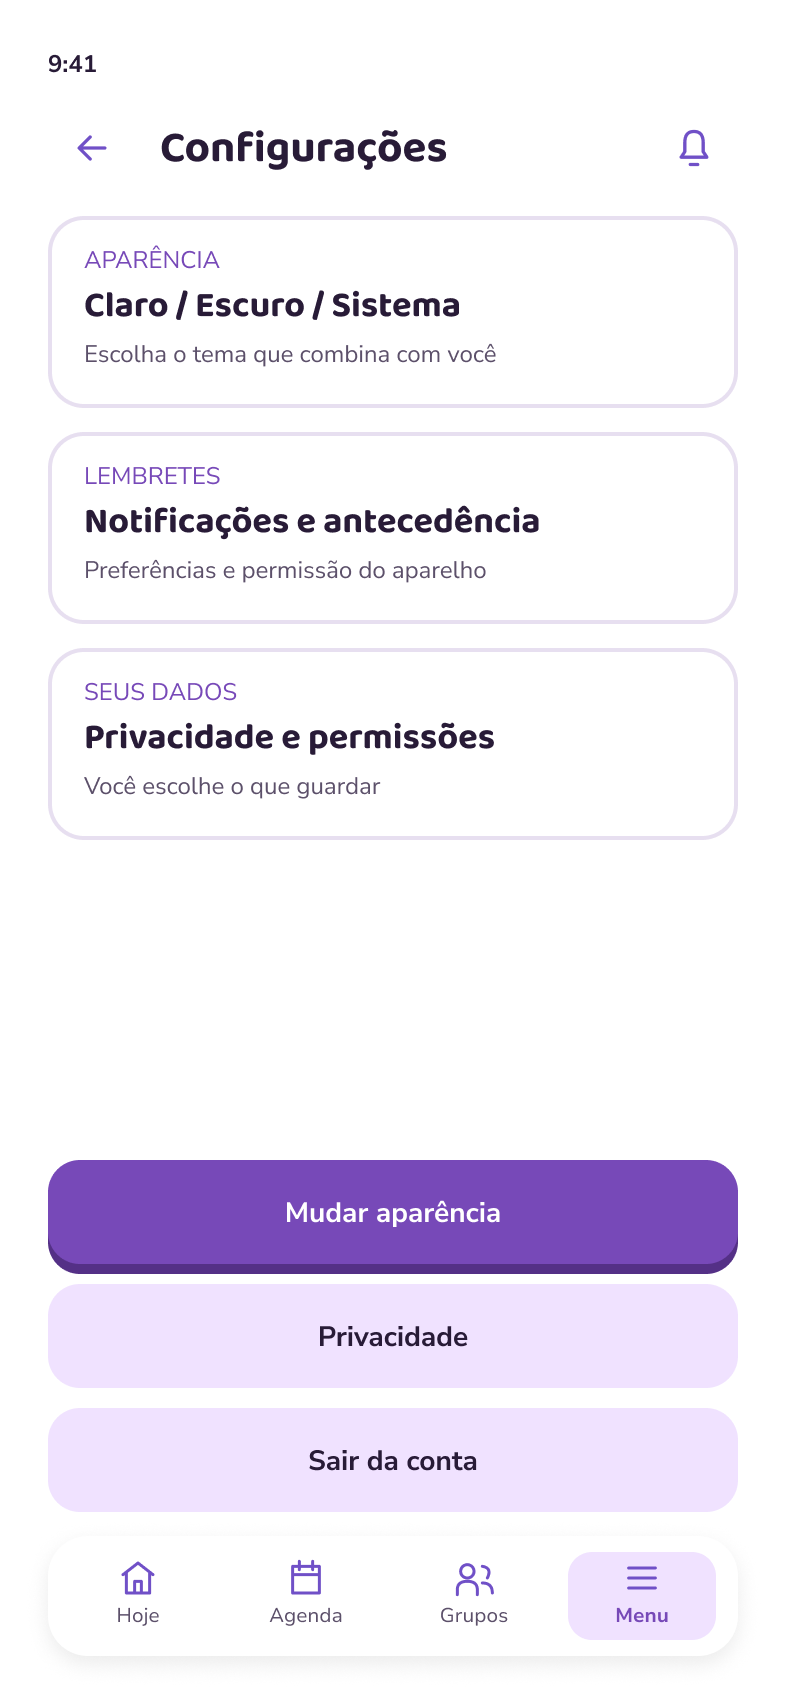 9:41
Configurações
APARÊNCIA
Claro / Escuro / Sistema
Escolha o tema que combina com você
LEMBRETES
Notificações e antecedência
Preferências e permissão do aparelho
SEUS DADOS
Privacidade e permissões
Você escolhe o que guardar
Mudar aparência
Privacidade
Sair da conta
Hoje
Agenda
Grupos
Menu